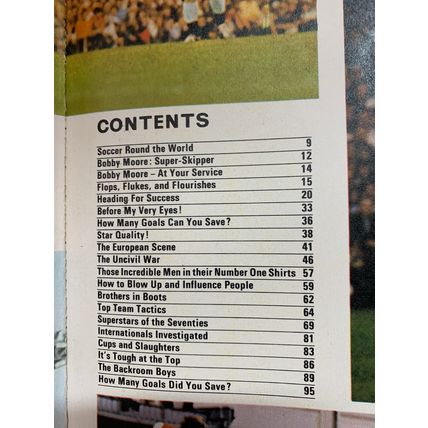 CONTENTS
Soccer Round the World 9
Bobby Moore: Super-Skipper 12
Bobby Moore – At Your Service 14
Flops, Flukes, and Flourishes 15
Heading For Success 20
Before My Very Eyes! 33
How Many Goals Can You Save? 36
Star Quality! 38
The European Scene 41
The Uncivil War 46
Those Incredible Men in their Number One Shirts 57
How to Blow Up and Influence People 59
Brothers in Boots 62
Top Team Tactics 64
Superstars of the Seventies 69
Internationals Investigated 81
Cups and Slaughters 83
It's Tough at the Top 86
The Backroom Boys 89
How Many Goals Did You Save? 95